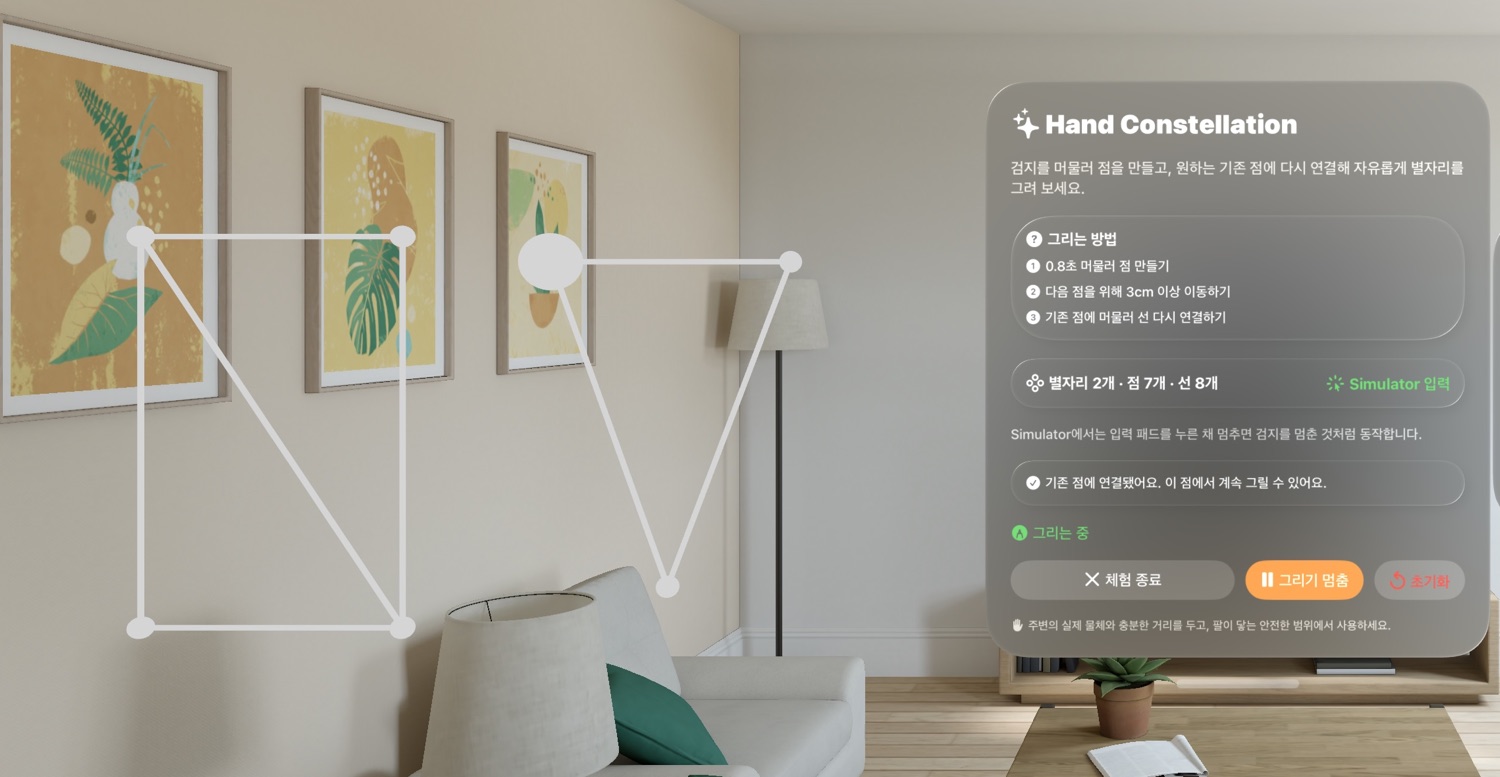 Hand Constellation
검지를 머물러 점을 만들고, 원하는 기존 점에 다시 연결해 자유롭게 별자리를
그려 보세요.
? 그리는 방법
1 0.8초 머물러 점 만들기
2 다음 점을 위해 3cm 이상 이동하기
3 기존 점에 머물러 선 다시 연결하기
별자리 2개 · 점 7개 · 선 8개 Simulator 입력
Simulator에서는 입력 패드를 누른 채 멈추면 검지를 멈춘 것처럼 동작합니다.
기존 점에 연결됐어요. 이 점에서 계속 그릴 수 있어요.
그리는 중
체험 종료 그리기 멈춤 초기화
주변의 실제 물체와 충분한 거리를 두고, 팔이 닿는 안전한 범위에서 사용하세요.